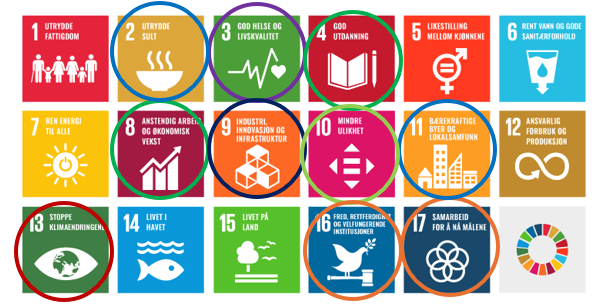 1 UTRYDDE
FATTIGDOM
2 UTRYDDE
SULT
3 GOD HELSE OG
LIVSKVALITET
4 GOD
UTDANNING
5 LIKESTILLING
MELLOM KJØNNENE
6 RENT VANN OG GODE
SANITÆRFORHOLD
7 REN ENERGI
TIL ALLE
8 ANSTENDIG ARBEID
OG ØKONOMISK
VEKST
9 INDUSTRI,
INNOVASJON OG
INFRASTRUKTUR
10 MINDRE
ULIKHET
11 BÆREKRAFTIGE
BYER OG
LOKALSAMFUNN
12 ANSVARLIG
FORBRUK OG
PRODUKSJON
13 STOPPE
KLIMAENDRINGENE
14 LIVET I
HAVET
15 LIVET PÅ
LAND
16 FRED, RETTFERDIGHET
OG VELFUNGERENDE
INSTITUSJONER
17 SAMARBEID
FOR Å NÅ MÅLENE